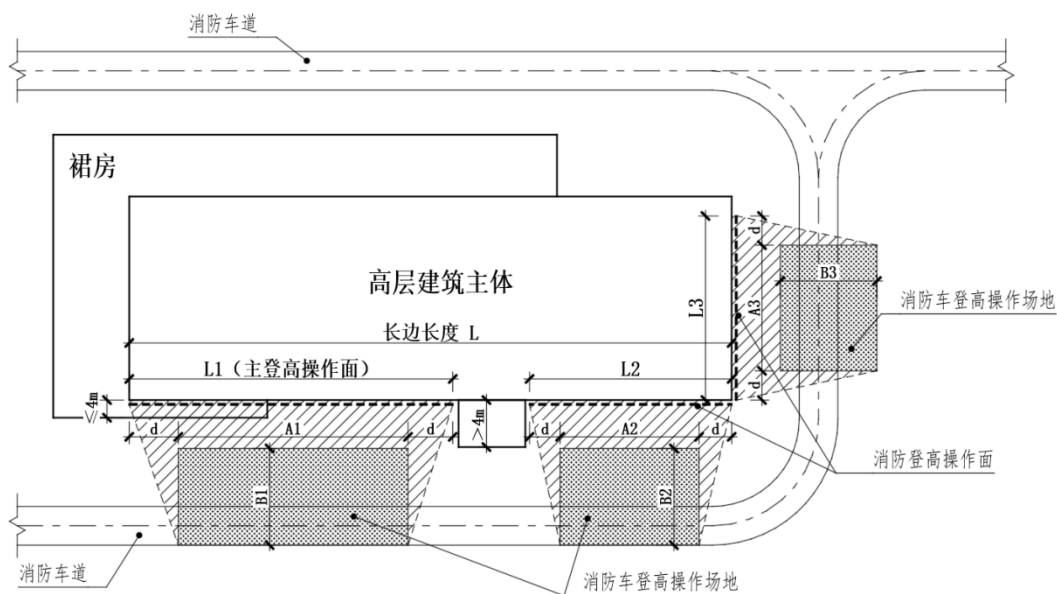 消防车道
裙房
高层建筑主体
长边长度 L
L1（主登高操作面）
L2
L3
d
A3
d
B3
消防车登高操作场地
≤4m
>4m
d
A1
d
d
A2
d
B1
B2
消防登高操作面
消防车道
消防车登高操作场地